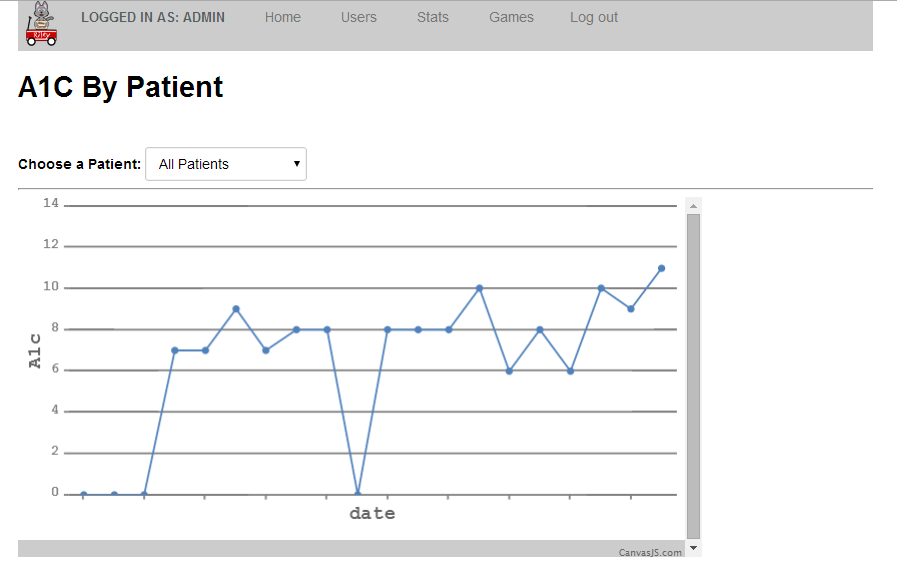 LOGGED IN AS: ADMIN Home Users Stats Games Log out
Riley
A1C By Patient
Choose a Patient: All Patients
14
12
10
8
6
4
2
0
A1c
date
CanvasJS.com